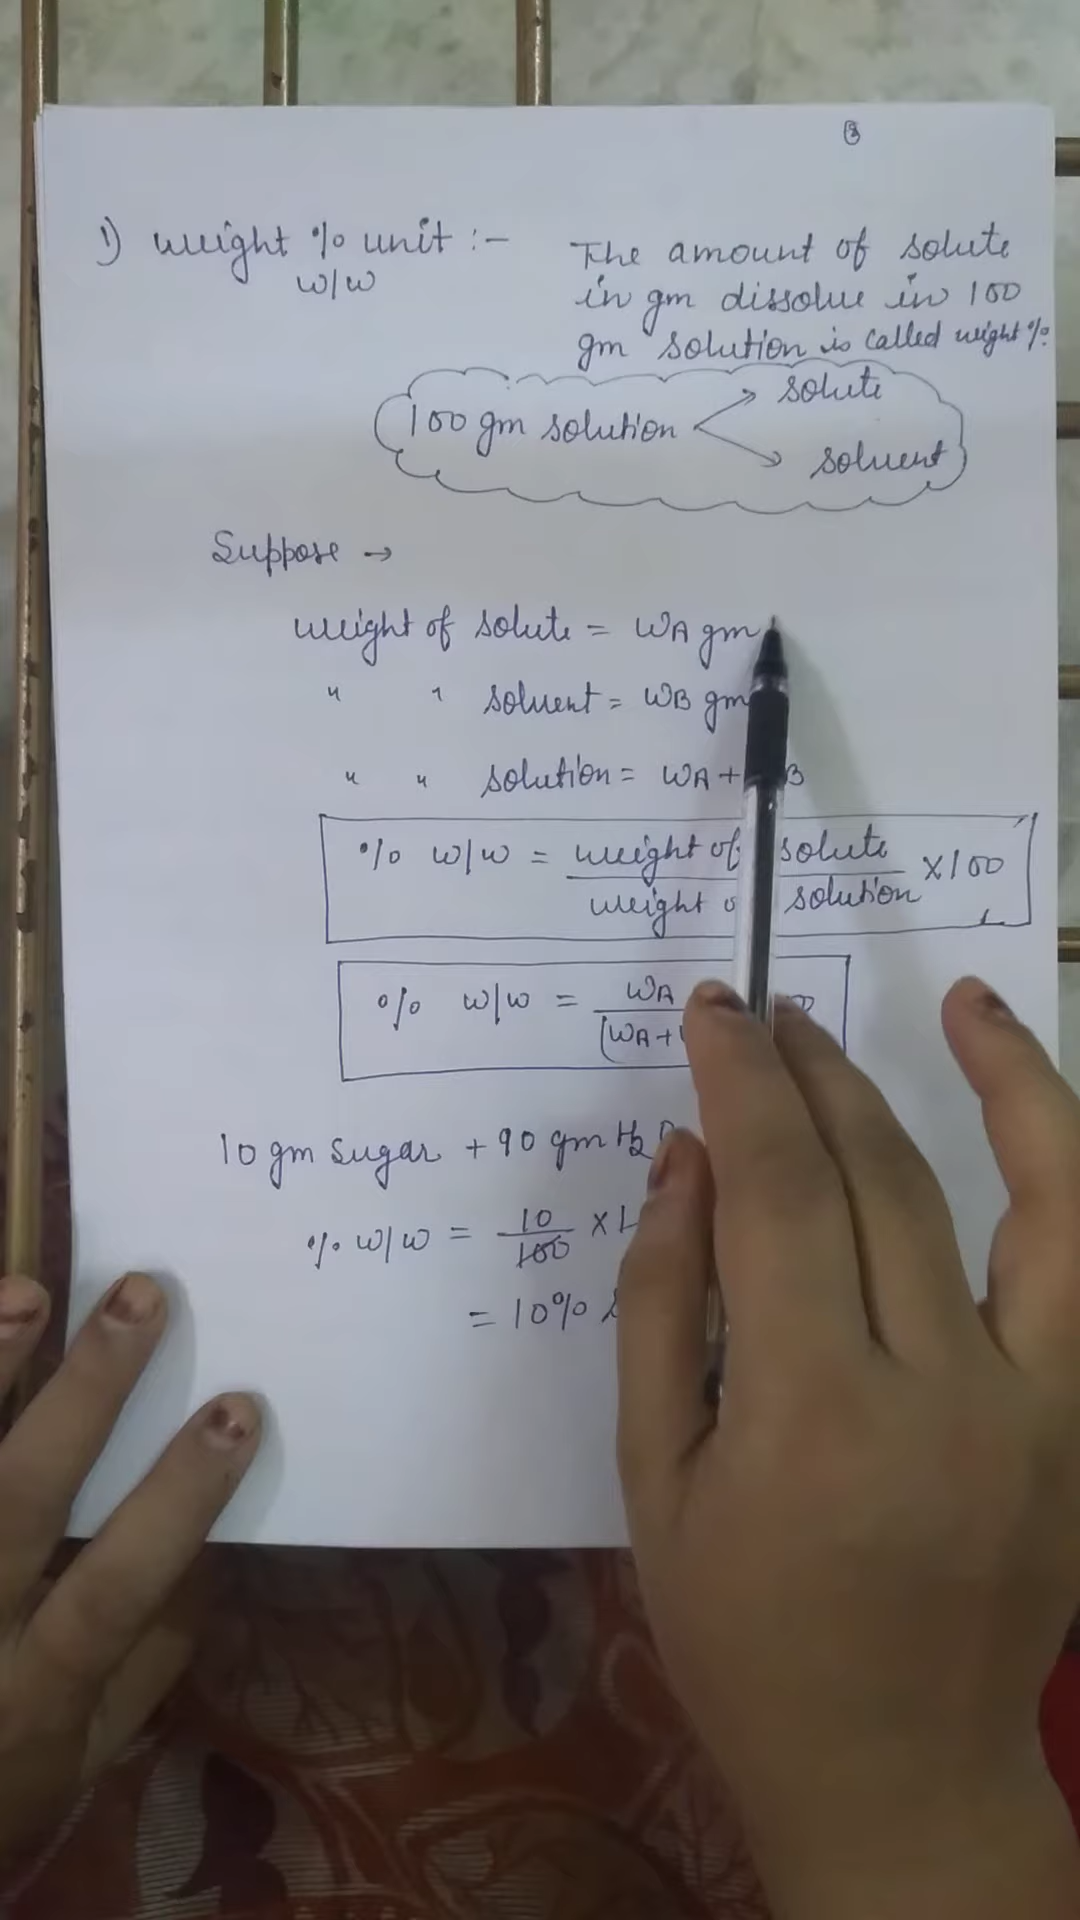 3
1) weight % unit :- The amount of solute
w/w
in gm dissolve in 100
gm solution is called weight %.
100 gm solution
solute
solvent
Suppose →
weight of solute = WA gm
" " solvent = WB gm
" " solution = WA + B
% w/w = weight of solute / weight o solution × 100
% w/w = WA / (WA +
10 gm sugar + 90 gm H2O
% w/w = 10 / 100 × 1
= 10%